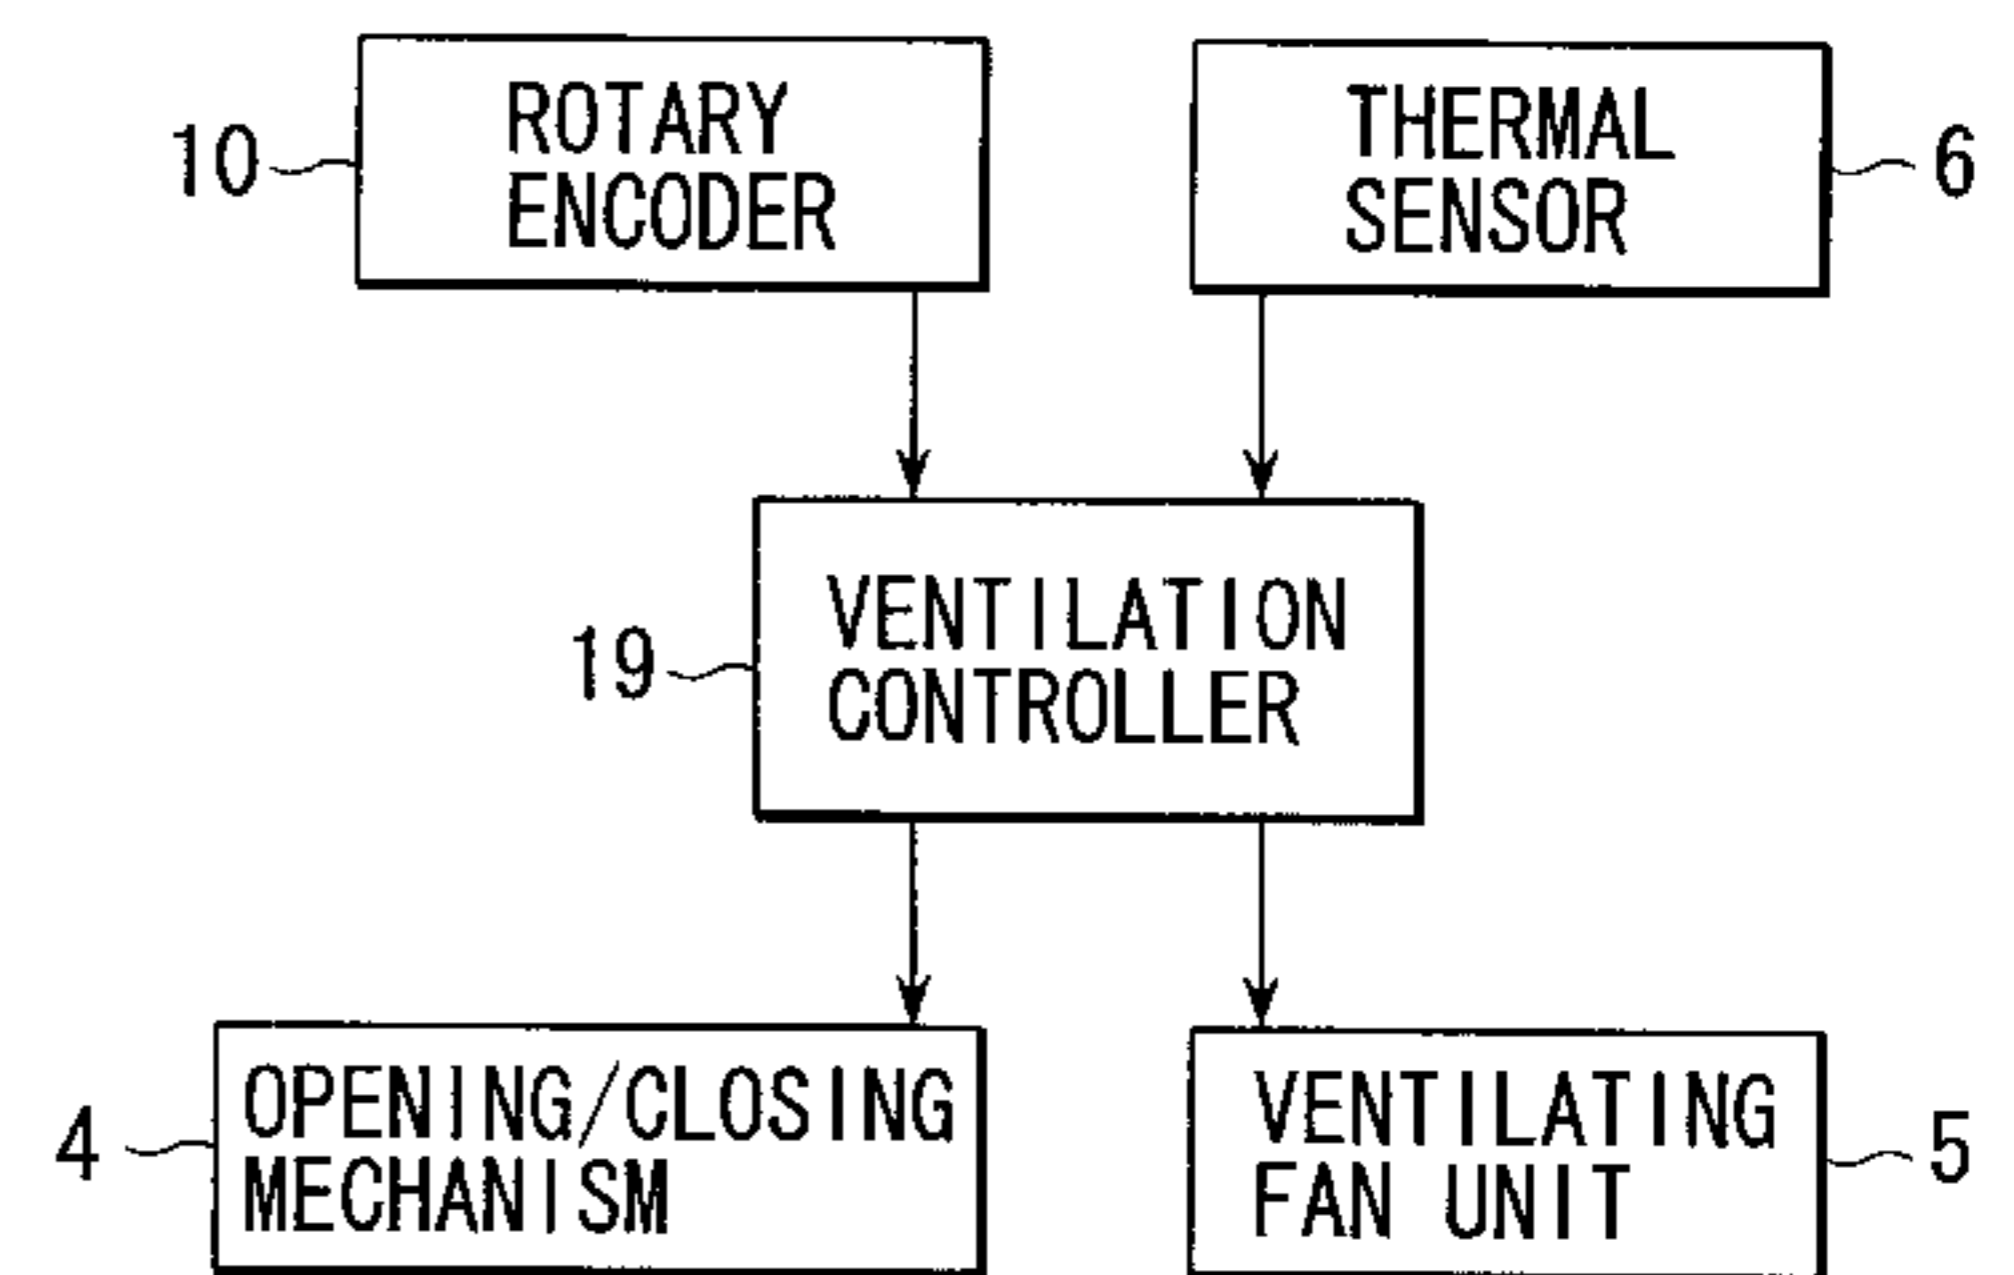 10
ROTARY
ENCODER
THERMAL
SENSOR
6
19
VENTILATION
CONTROLLER
4
OPENING/CLOSING
MECHANISM
VENTILATING
FAN UNIT
5